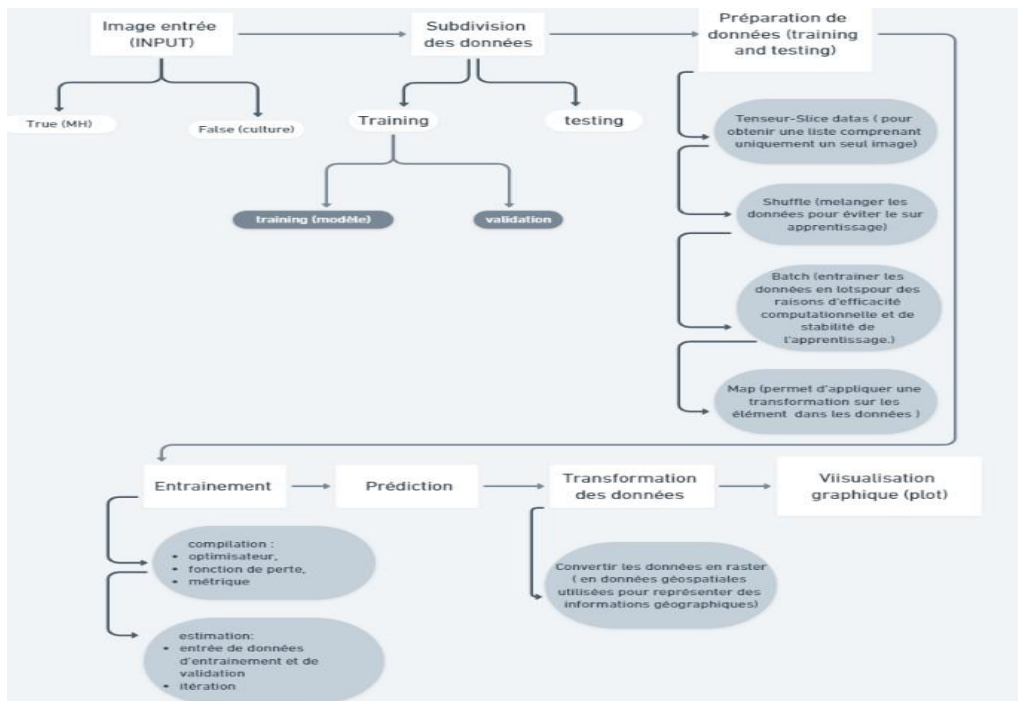 Image entrée
(INPUT)
Subdivision
des données
Préparation de
données (training
and testing)
True (MH)
False (culture)
Training
testing
training (modèle)
validation
Tenseur-Slice datas ( pour
obtenir une liste comprenant
uniquement un seul image)
Shuffle (melanger les
données pour éviter le sur
apprentissage)
Batch (entrainer les
données en lotspour des
raisons d'efficacité
computationnelle et de
stabilité de
l'apprentissage.)
Map (permet d'appliquer une
transformation sur les
élément dans les données )
Entrainement
Prédiction
Transformation
des données
Viisualisation
graphique (plot)
compilation :
• optimisateur,
• fonction de perte,
• métrique
estimation:
• entrée de données
d'entrainement et de
validation
• itération
Convertir les données en raster
( en données géospatiales
utilisées pour représenter des
informations géographiques)